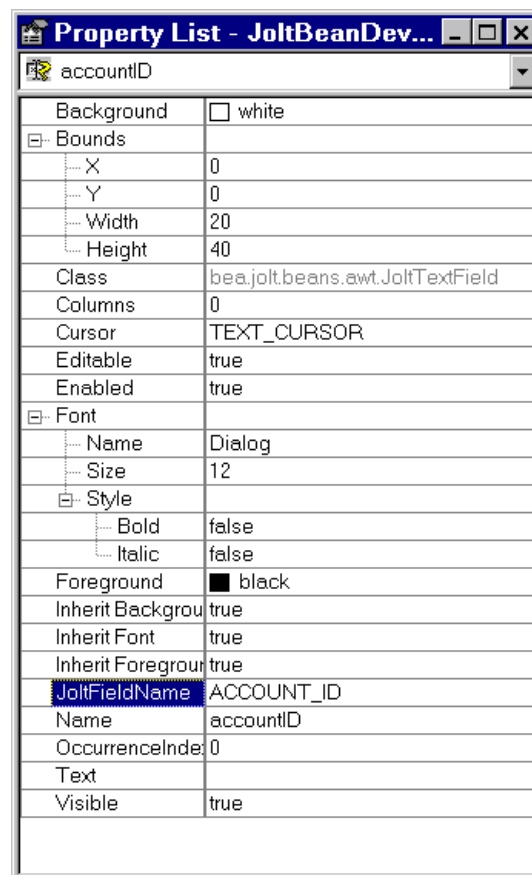 Property List - JoltBeanDev...
accountID
Background white
Bounds
X 0
Y 0
Width 20
Height 40
Class bea.jolt.beans.awt.JoltTextField
Columns 0
Cursor TEXT_CURSOR
Editable true
Enabled true
Font
Name Dialog
Size 12
Style
Bold false
Italic false
Foreground black
Inherit Backgrou true
Inherit Font true
Inherit Foregrour true
JoltFieldName ACCOUNT_ID
Name accountID
OccurrenceInde: 0
Text
Visible true